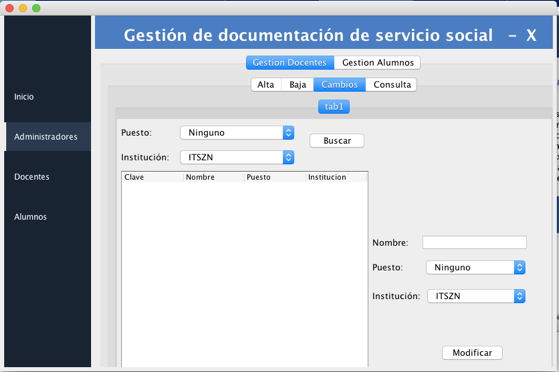 Gestión de documentación de servicio social - X
Gestion Docentes Gestion Alumnos
Alta Baja Cambios Consulta
tab1
Inicio
Administradores
Docentes
Alumnos
Puesto: Ninguno
Buscar
Institución: ITSZN
Clave Nombre Puesto Institucion
Nombre:
Puesto: Ninguno
Institución: ITSZN
Modificar